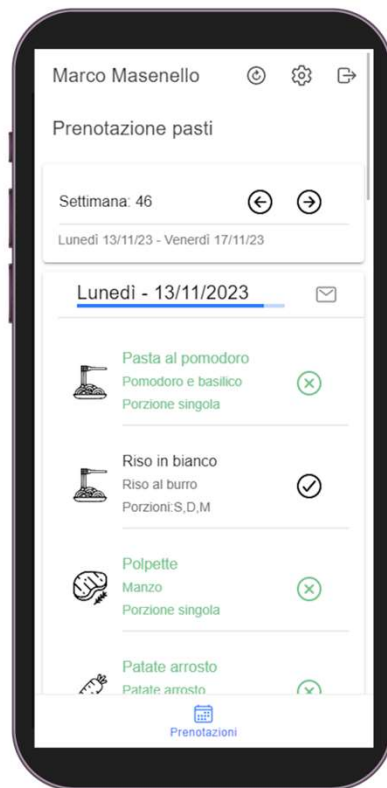 Marco Masenello
Prenotazione pasti
Settimana: 46
Lunedì 13/11/23 - Venerdì 17/11/23
Lunedì - 13/11/2023
Pasta al pomodoro
Pomodoro e basilico
Porzione singola
Riso in bianco
Riso al burro
Porzioni:S,D,M
Polpette
Manzo
Porzione singola
Patate arrosto
Patate arrosto
Prenotazioni